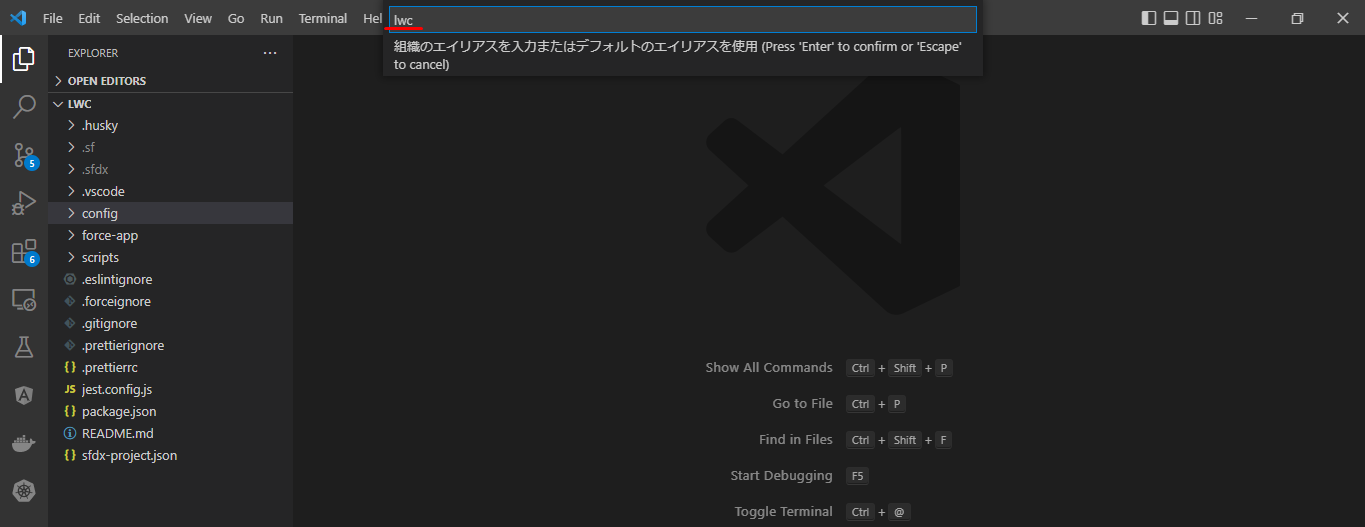 File Edit Selection View Go Run Terminal Hel
lwc
組織のエイリアスを入力またはデフォルトのエイリアスを使用 (Press 'Enter' to confirm or 'Escape'
to cancel)
EXPLORER
OPEN EDITORS
LWC
.husky
.sf
.sfdx
.vscode
config
force-app
scripts
.eslintignore
.forceignore
.gitignore
.prettierignore
{} .prettierrc
JS jest.config.js
{} package.json
README.md
{} sfdx-project.json
5
6
Show All Commands Ctrl + Shift + P
Go to File Ctrl + P
Find in Files Ctrl + Shift + F
Start Debugging F5
Toggle Terminal Ctrl + @